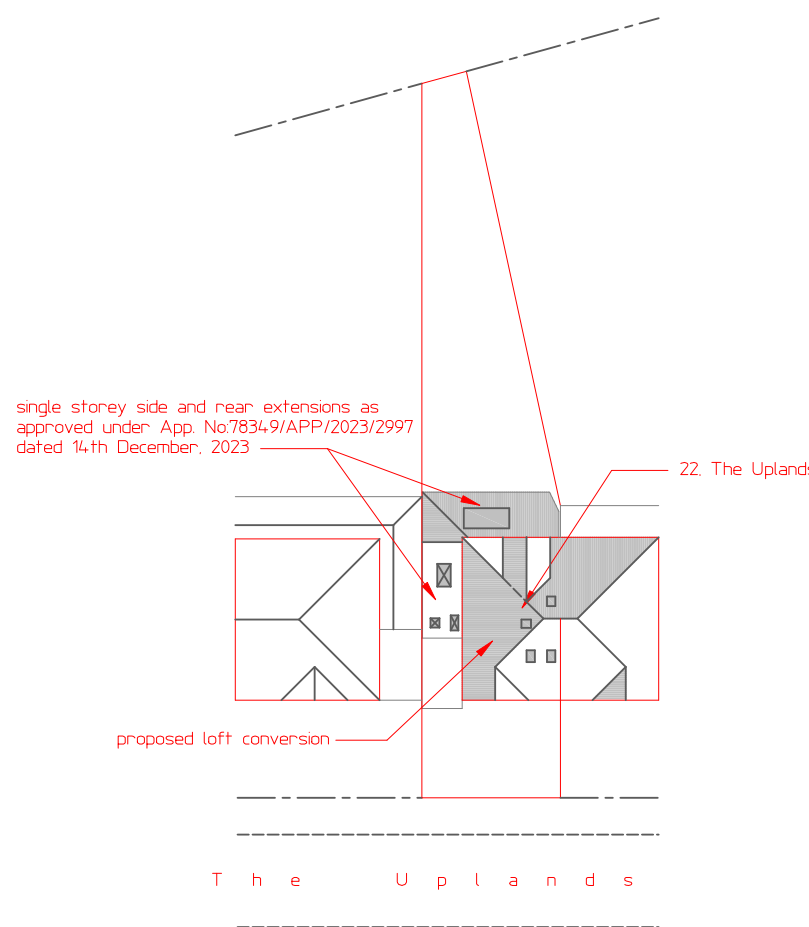 single storey side and rear extensions as
approved under App. No:78349/APP/2023/2997
dated 14th December, 2023
22. The Uplands
proposed loft conversion
The Uplands